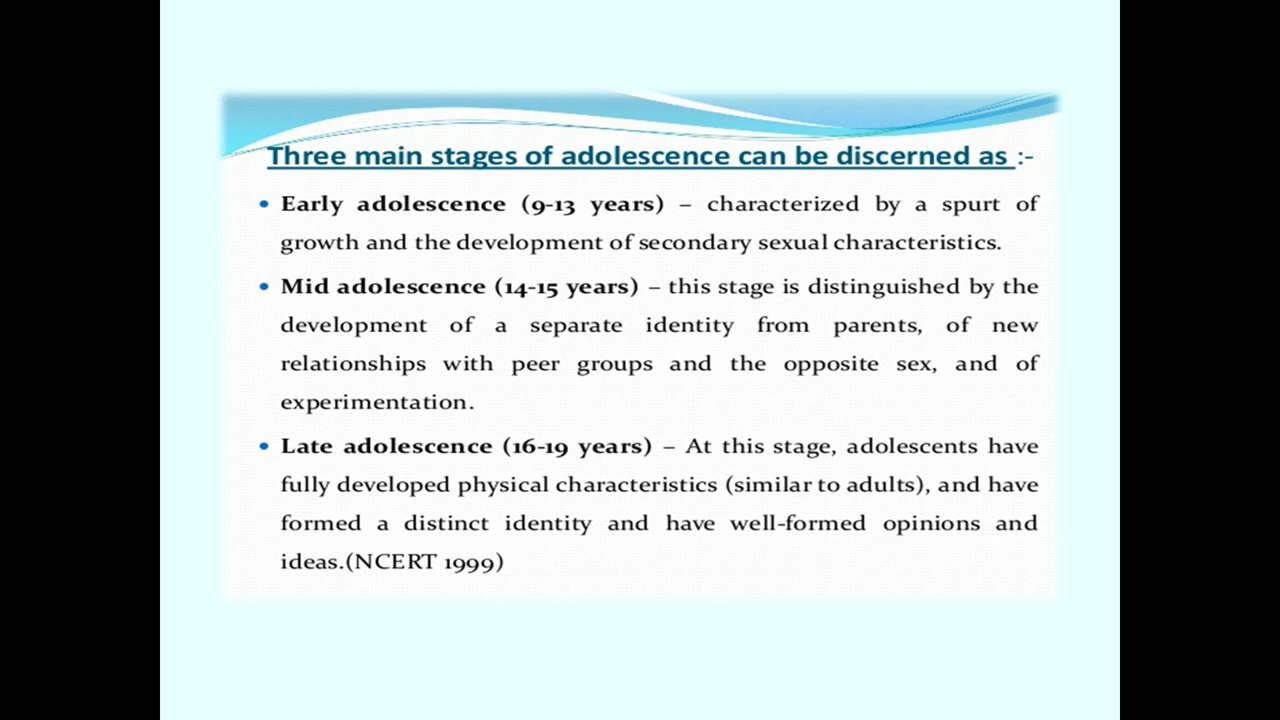 Three main stages of adolescence can be discerned as :-
• Early adolescence (9-13 years) – characterized by a spurt of
growth and the development of secondary sexual characteristics.
• Mid adolescence (14-15 years) – this stage is distinguished by the
development of a separate identity from parents, of new
relationships with peer groups and the opposite sex, and of
experimentation.
• Late adolescence (16-19 years) – At this stage, adolescents have
fully developed physical characteristics (similar to adults), and have
formed a distinct identity and have well-formed opinions and
ideas.(NCERT 1999)